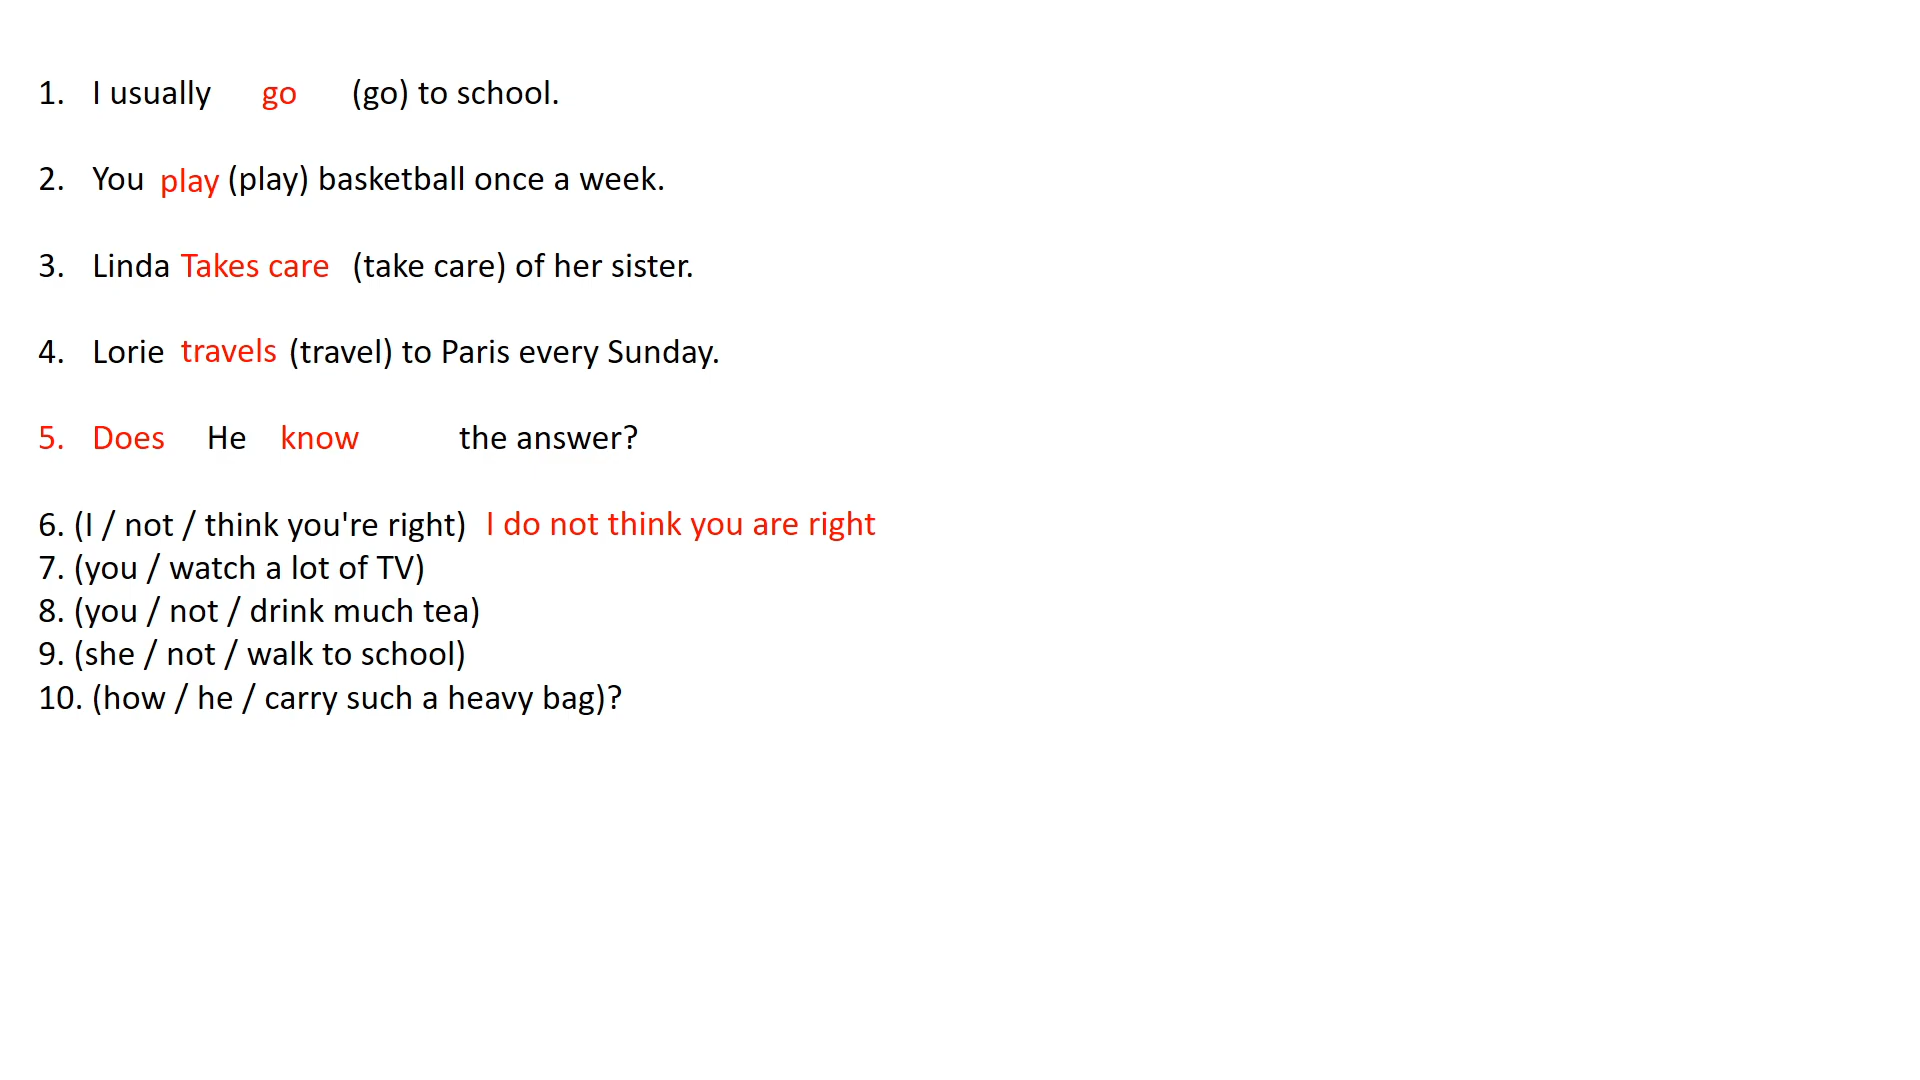 1. I usually go (go) to school.
2. You play (play) basketball once a week.
3. Linda Takes care (take care) of her sister.
4. Lorie travels (travel) to Paris every Sunday.
5. Does He know the answer?
6. (I / not / think you're right) I do not think you are right
7. (you / watch a lot of TV)
8. (you / not / drink much tea)
9. (she / not / walk to school)
10. (how / he / carry such a heavy bag)?